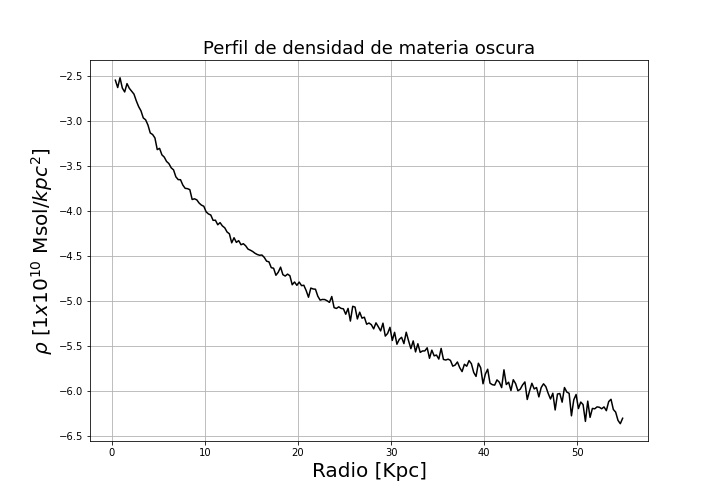 Perfil de densidad de materia oscura
−2.5
−3.0
−3.5
−4.0
−4.5
−5.0
−5.5
−6.0
−6.5
ρ [1x10¹⁰ Msol/kpc²]
0 10 20 30 40 50
Radio [Kpc]